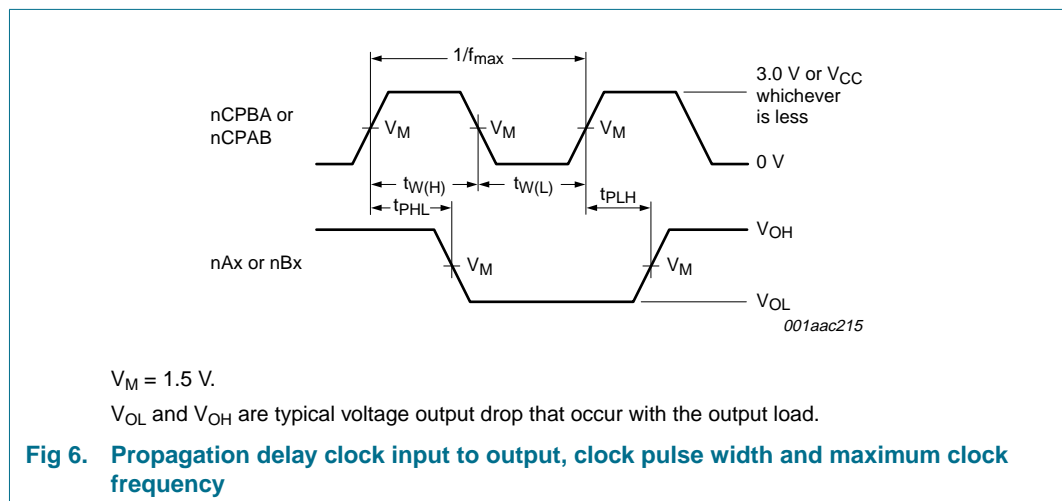 1/fmax
3.0 V or VCC
whichever
is less
nCPBA or
nCPAB
VM
VM
VM
0 V
tW(H)
tW(L)
tPHL
tPLH
VOH
nAx or nBx
VM
VM
VOL
001aac215
VM = 1.5 V.
VOL and VOH are typical voltage output drop that occur with the output load.
Fig 6. Propagation delay clock input to output, clock pulse width and maximum clock
frequency